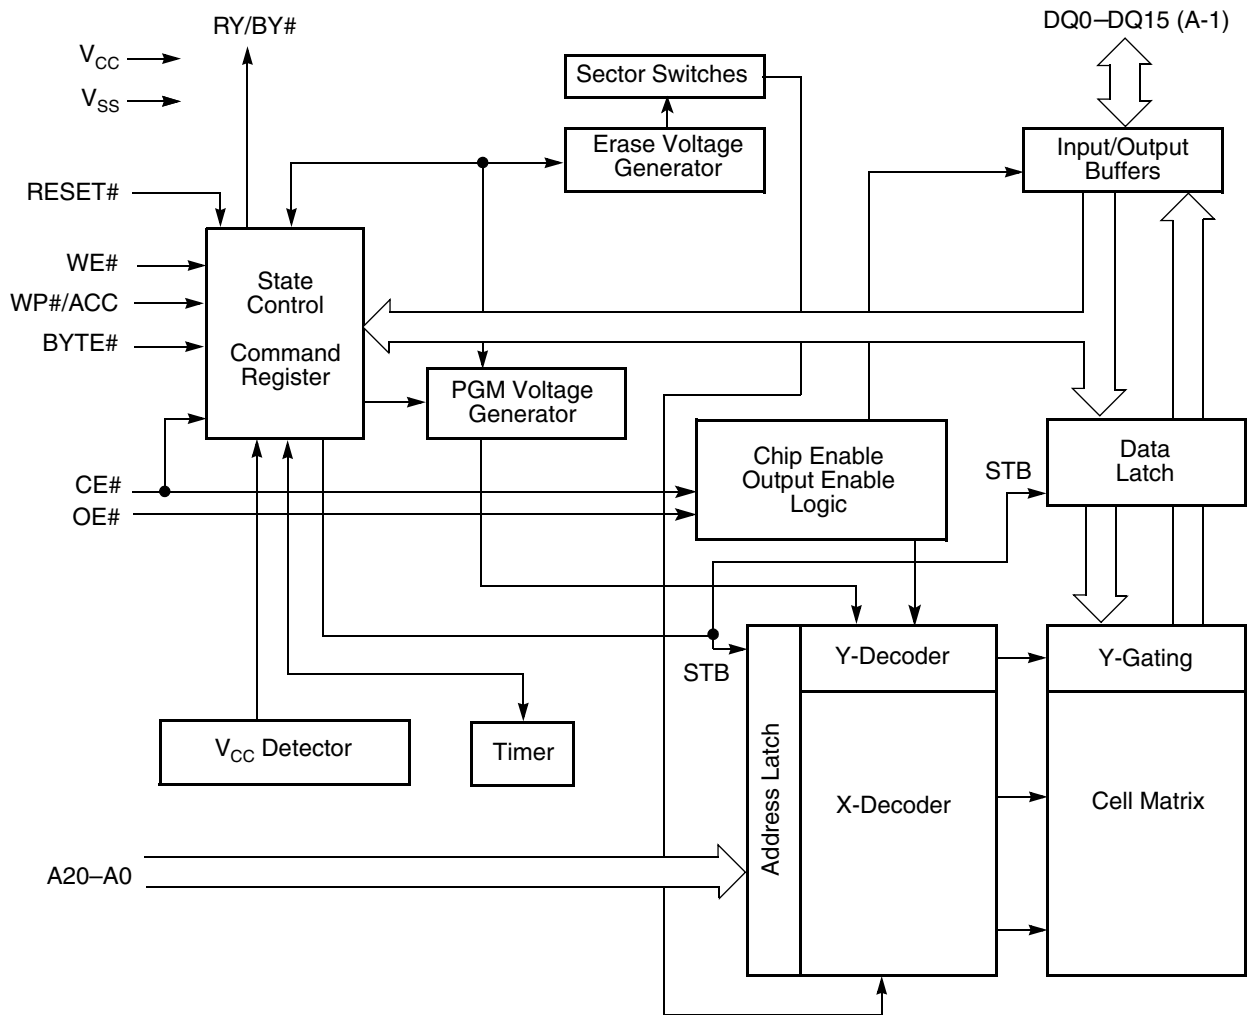 RY/BY#
DQ0–DQ15 (A-1)
VCC
VSS
Sector Switches
Erase Voltage
Generator
Input/Output
Buffers
RESET#
WE#
WP#/ACC
BYTE#
State
Control
Command
Register
PGM Voltage
Generator
Chip Enable
Output Enable
Logic
STB
Data
Latch
CE#
OE#
STB
Y-Decoder
Y-Gating
VCC Detector
Timer
Address Latch
X-Decoder
Cell Matrix
A20–A0